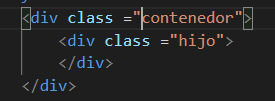 <div class ="contenedor">
<div class ="hijo">
</div>
</div>